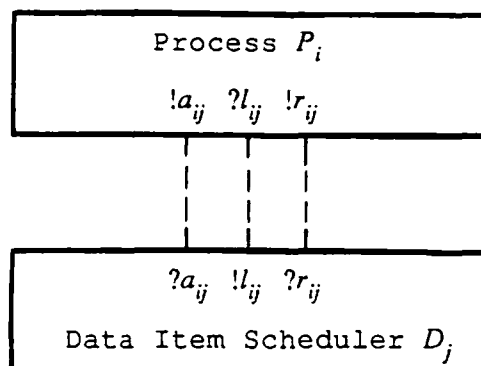 Process P_i
!a_ij ?l_ij !r_ij
?a_ij !l_ij ?r_ij
Data Item Scheduler D_j